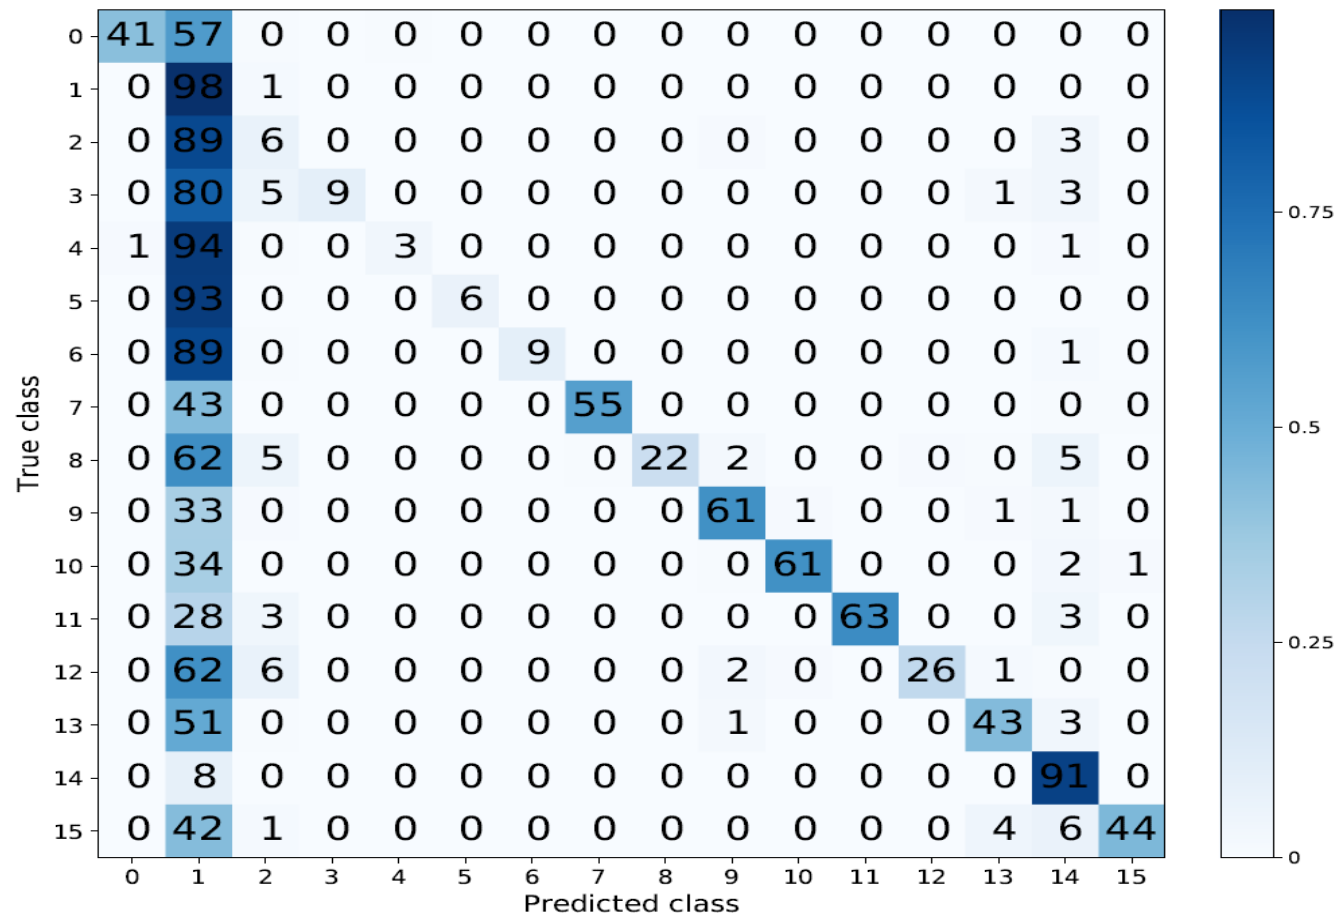 0 41 57 0 0 0 0 0 0 0 0 0 0 0 0 0 0
1 0 98 1 0 0 0 0 0 0 0 0 0 0 0 0 0
2 0 89 6 0 0 0 0 0 0 0 0 0 0 0 3 0
3 0 80 5 9 0 0 0 0 0 0 0 0 0 1 3 0
0.75
4 1 94 0 0 3 0 0 0 0 0 0 0 0 0 1 0
5 0 93 0 0 0 6 0 0 0 0 0 0 0 0 0 0
6 0 89 0 0 0 0 9 0 0 0 0 0 0 0 1 0
True class
7 0 43 0 0 0 0 0 55 0 0 0 0 0 0 0 0
0.5
8 0 62 5 0 0 0 0 0 22 2 0 0 0 0 5 0
9 0 33 0 0 0 0 0 0 0 61 1 0 0 1 1 0
10 0 34 0 0 0 0 0 0 0 0 61 0 0 0 2 1
11 0 28 3 0 0 0 0 0 0 0 0 63 0 0 3 0
0.25
12 0 62 6 0 0 0 0 0 0 2 0 0 26 1 0 0
13 0 51 0 0 0 0 0 0 0 1 0 0 0 43 3 0
14 0 8 0 0 0 0 0 0 0 0 0 0 0 0 91 0
15 0 42 1 0 0 0 0 0 0 0 0 0 0 4 6 44
0
0 1 2 3 4 5 6 7 8 9 10 11 12 13 14 15
Predicted class